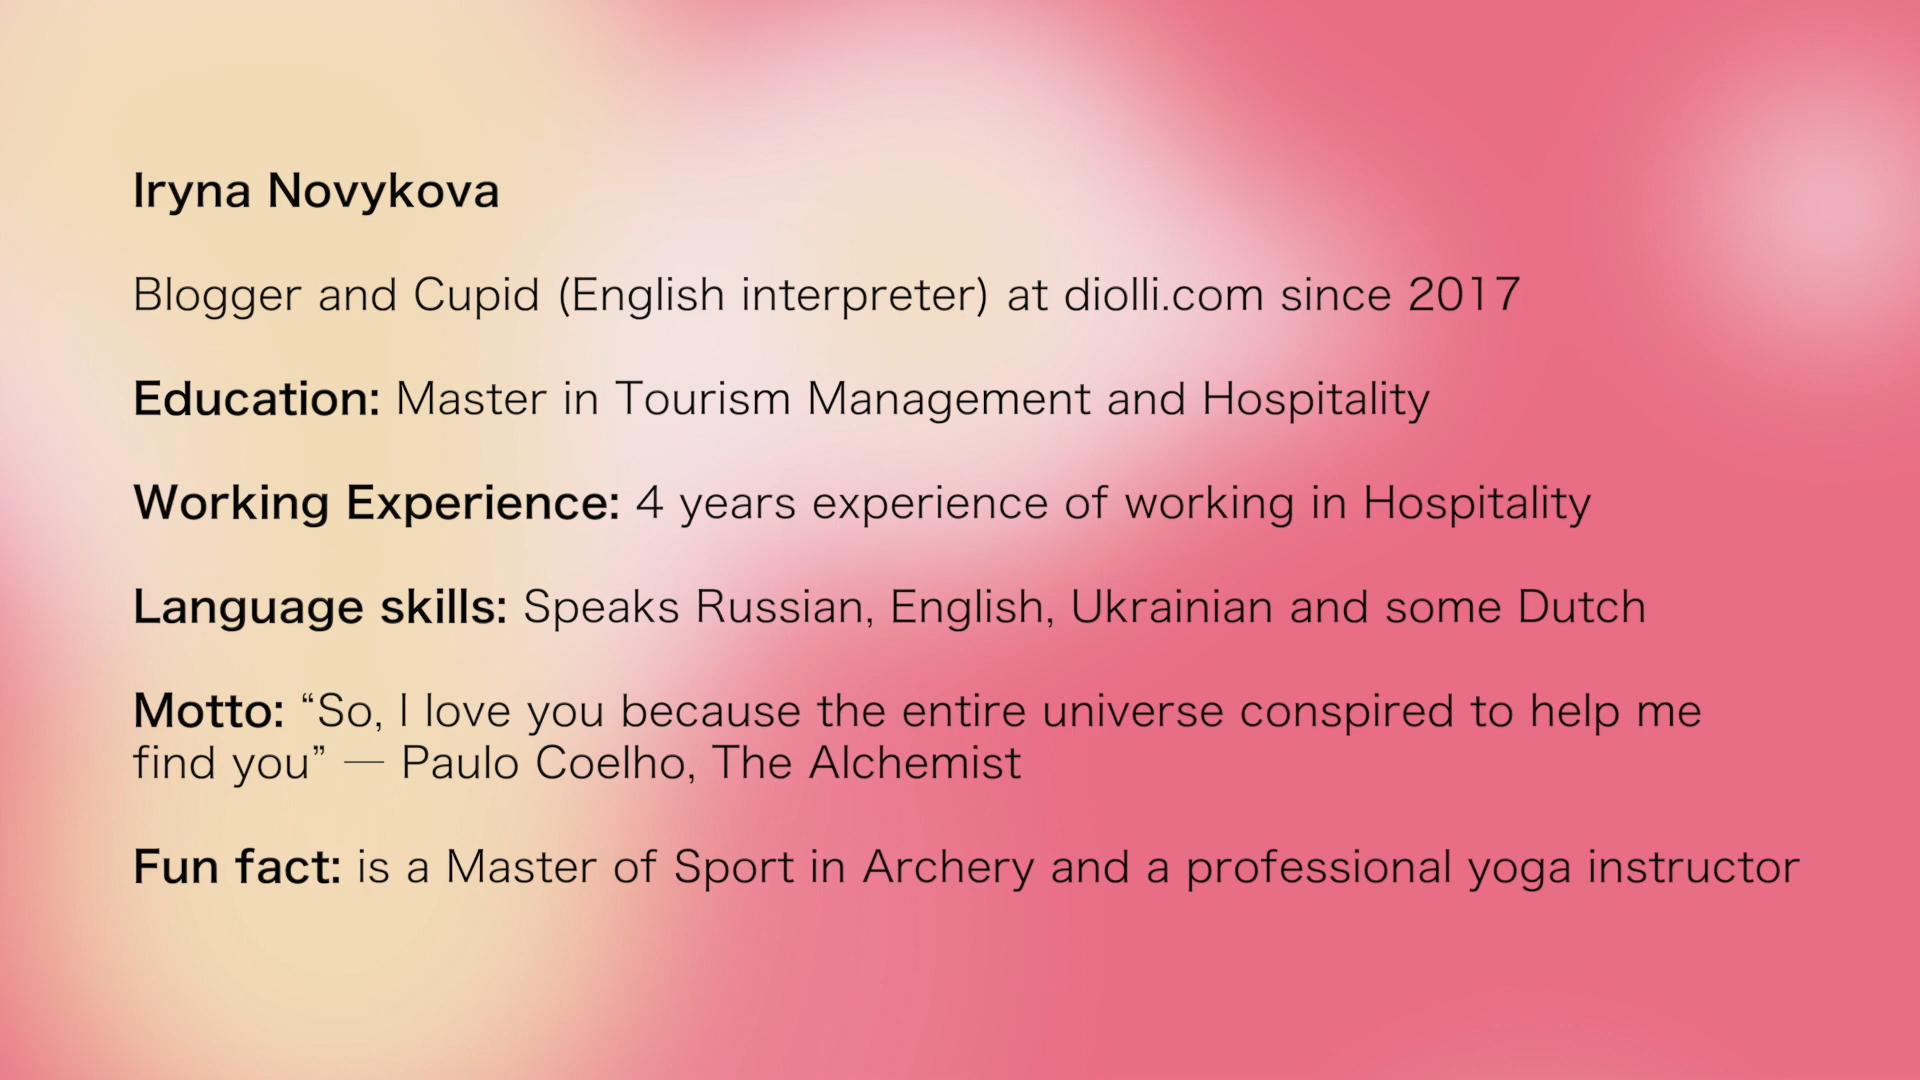 Iryna Novykova
Blogger and Cupid (English interpreter) at diolli.com since 2017
Education: Master in Tourism Management and Hospitality
Working Experience: 4 years experience of working in Hospitality
Language skills: Speaks Russian, English, Ukrainian and some Dutch
Motto: “So, I love you because the entire universe conspired to help me
find you” — Paulo Coelho, The Alchemist
Fun fact: is a Master of Sport in Archery and a professional yoga instructor